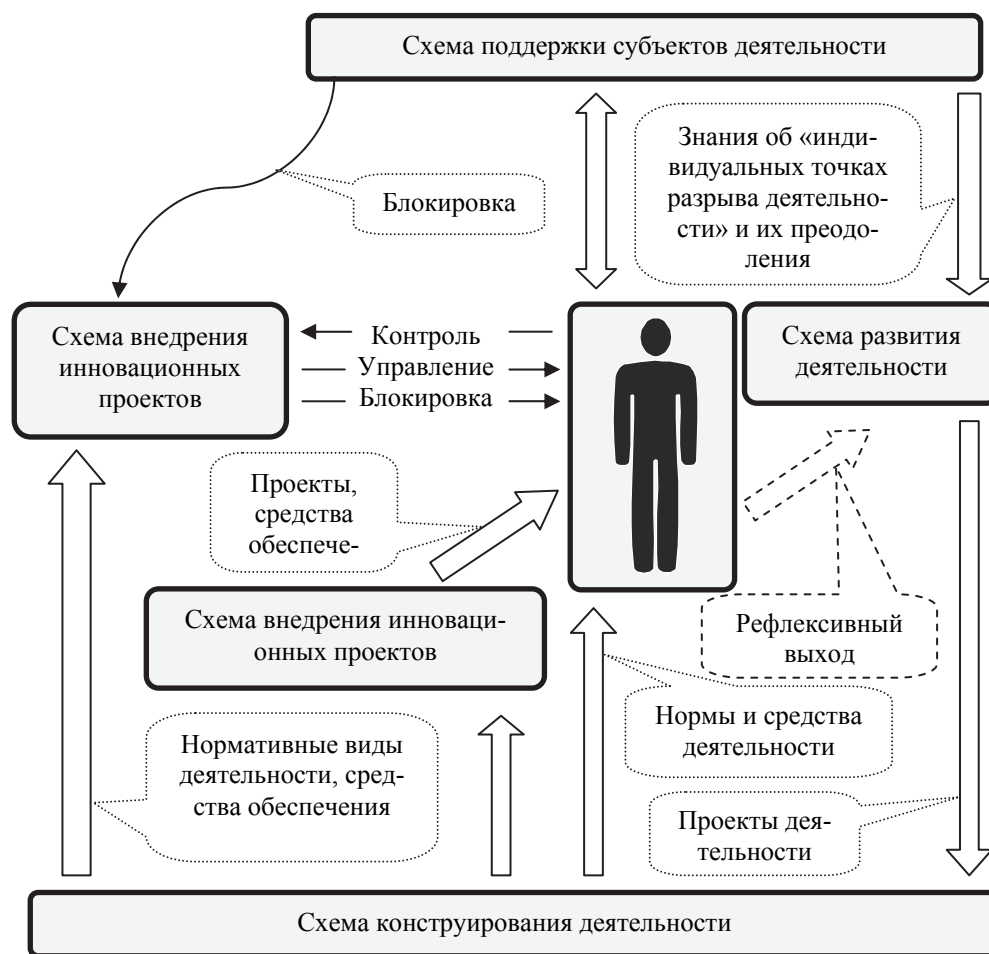 Схема поддержки субъектов деятельности
Знания об «инди-
видуальных точках
разрыва деятельно-
сти» и их преодо-
ления
Блокировка
Схема внедрения
инновационных
проектов
Контроль
Управление
Блокировка
Схема развития
деятельности
Проекты,
средства
обеспече-
Схема внедрения инноваци-
онных проектов
Рефлексивный
выход
Нормы и средства
деятельности
Нормативные виды
деятельности, сред-
ства обеспечения
Проекты дея-
тельности
Схема конструирования деятельности